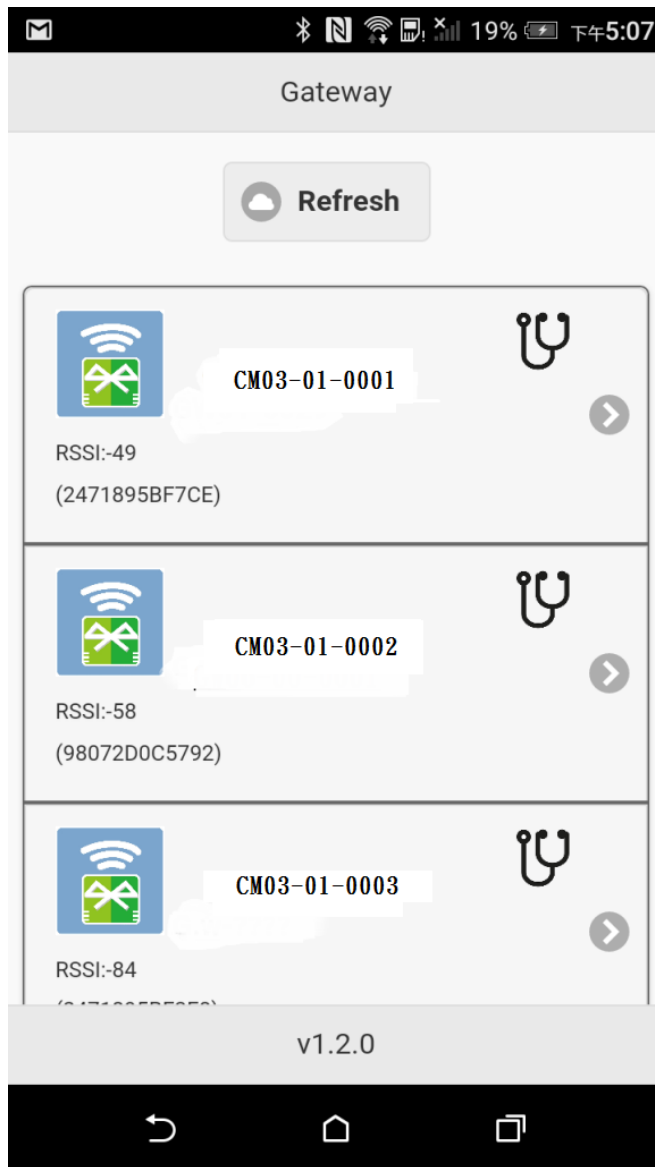 19% 下午5:07
Gateway
Refresh
CM03-01-0001
RSSI:-49
(2471895BF7CE)
CM03-01-0002
RSSI:-58
(98072D0C5792)
CM03-01-0003
RSSI:-84
v1.2.0